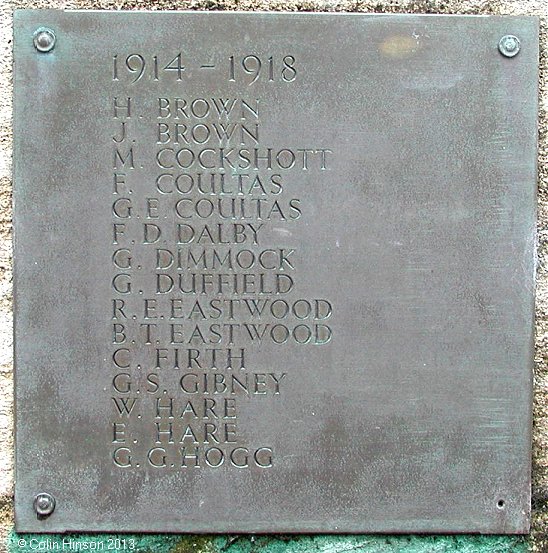 1914 - 1918
H. BROWN
J. BROWN
M. COCKSHOTT
F. COULTAS
G. E. COULTAS
F. D. DALBY
G. DIMMOCK
G. DUFFIELD
R. E. EASTWOOD
B. T. EASTWOOD
C. FIRTH
G. S. GIBNEY
W. HARE
E. HARE
G. G. HOGG
© Colin Hinson 2013